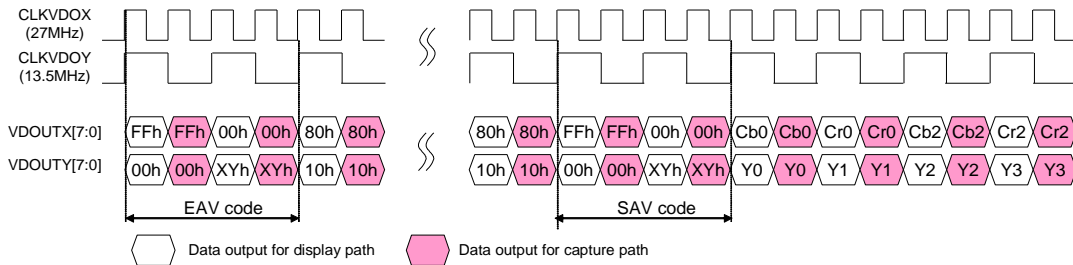 CLKVDOX
(27MHz)
CLKVDOY
(13.5MHz)
VDOUTX[7:0] FFh FFh 00h 00h 80h 80h 80h 80h FFh FFh 00h 00h Cb0 Cb0 Cr0 Cr0 Cb2 Cb2 Cr2 Cr2
VDOUTY[7:0] 00h 00h XYh XYh 10h 10h 10h 10h 00h 00h XYh XYh Y0 Y0 Y1 Y1 Y2 Y2 Y3 Y3
EAV code SAV code
Data output for display path Data output for capture path